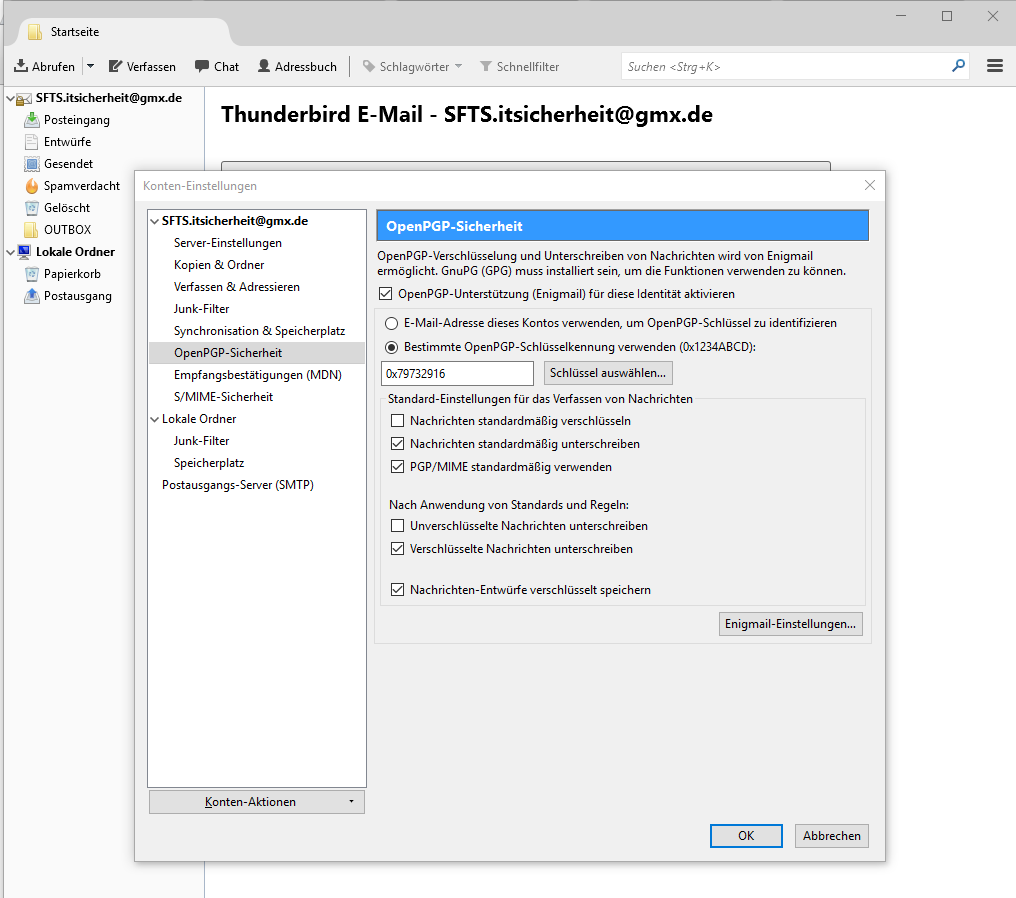 Startseite
Abrufen Verfassen Chat Adressbuch Schlagwörter Schnellfilter Suchen <Strg+K>
SFTS.itsicherheit@gmx.de
Posteingang
Entwürfe
Gesendet
Spamverdacht
Gelöscht
OUTBOX
Lokale Ordner
Papierkorb
Postausgang
Thunderbird E-Mail - SFTS.itsicherheit@gmx.de
Konten-Einstellungen
SFTS.itsicherheit@gmx.de
Server-Einstellungen
Kopien & Ordner
Verfassen & Adressieren
Junk-Filter
Synchronisation & Speicherplatz
OpenPGP-Sicherheit
Empfangsbestätigungen (MDN)
S/MIME-Sicherheit
Lokale Ordner
Junk-Filter
Speicherplatz
Postausgangs-Server (SMTP)
Konten-Aktionen
OpenPGP-Sicherheit
OpenPGP-Verschlüsselung und Unterschreiben von Nachrichten wird von Enigmail
ermöglicht. GnuPG (GPG) muss installiert sein, um die Funktionen verwenden zu können.
OpenPGP-Unterstützung (Enigmail) für diese Identität aktivieren
E-Mail-Adresse dieses Kontos verwenden, um OpenPGP-Schlüssel zu identifizieren
Bestimmte OpenPGP-Schlüsselkennung verwenden (0x1234ABCD):
0x79732916 Schlüssel auswählen...
Standard-Einstellungen für das Verfassen von Nachrichten
Nachrichten standardmäßig verschlüsseln
Nachrichten standardmäßig unterschreiben
PGP/MIME standardmäßig verwenden
Nach Anwendung von Standards und Regeln:
Unverschlüsselte Nachrichten unterschreiben
Verschlüsselte Nachrichten unterschreiben
Nachrichten-Entwürfe verschlüsselt speichern
Enigmail-Einstellungen...
OK Abbrechen